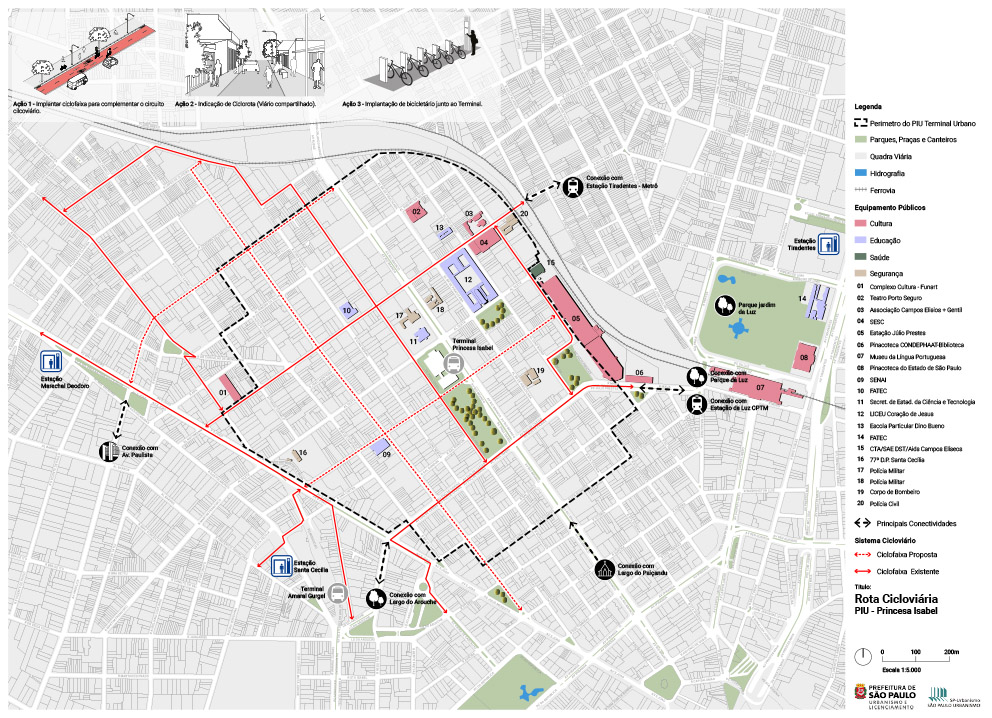 Ação 1 - Implantar ciclofaixa para complementar o circuito
cicloviário.
Ação 2 - Indicação de Ciclorota (Viário compartilhado).
Ação 3 - Implantação de bicicletário junto ao Terminal.
Conexão com
Estação Tiradentes - Metrô
Estação
Tiradentes
Parque jardim
de Luz
Conexão com
Parque da Luz
Conexão com
Estação da Luz CPTM
Terminal
Princesa Isabel
Estação
Marechal Deodoro
Conexão com
Av. Paulista
Estação
Santa Cecília
Terminal
Amaral Gurgel
Conexão com
Largo do Arouche
Conexão com
Largo do Paiçandu
01
02
03
04
05
06
07
08
09
10
11
12
13
14
15
16
17
18
19
20
Legenda
Perímetro do PIU Terminal Urbano
Parques, Praças e Canteiros
Quadra Viária
Hidrografia
Ferrovia
Equipamento Públicos
Cultura
Educação
Saúde
Segurança
01 Complexo Cultura - Funart
02 Teatro Porto Seguro
03 Associação Campos Elíseos + Gentil
04 SESC
05 Estação Júlio Prestes
06 Pinacoteca CONDEPHAAT-Biblioteca
07 Museu da Língua Portuguesa
08 Pinacoteca do Estado de São Paulo
09 SENAI
10 FATEC
11 Secret. de Estad. da Ciência e Tecnologia
12 LICEU Coração de Jesus
13 Escola Particular Dino Bueno
14 FATEC
15 CTA/SAE DST/Aids Campos Elíseos
16 77º D.P. Santa Cecília
17 Polícia Militar
18 Polícia Militar
19 Corpo de Bombeiro
20 Polícia Civil
Principais Conectividades
Sistema Cicloviário
Ciclofaixa Proposta
Ciclofaixa Existente
Título:
Rota Cicloviária
PIU - Princesa Isabel
0 100 200m
Escala 1:5.000
PREFEITURA DE
SÃO PAULO
URBANISMO E
LICENCIAMENTO
SP-Urbanismo
SÃO PAULO URBANISMO